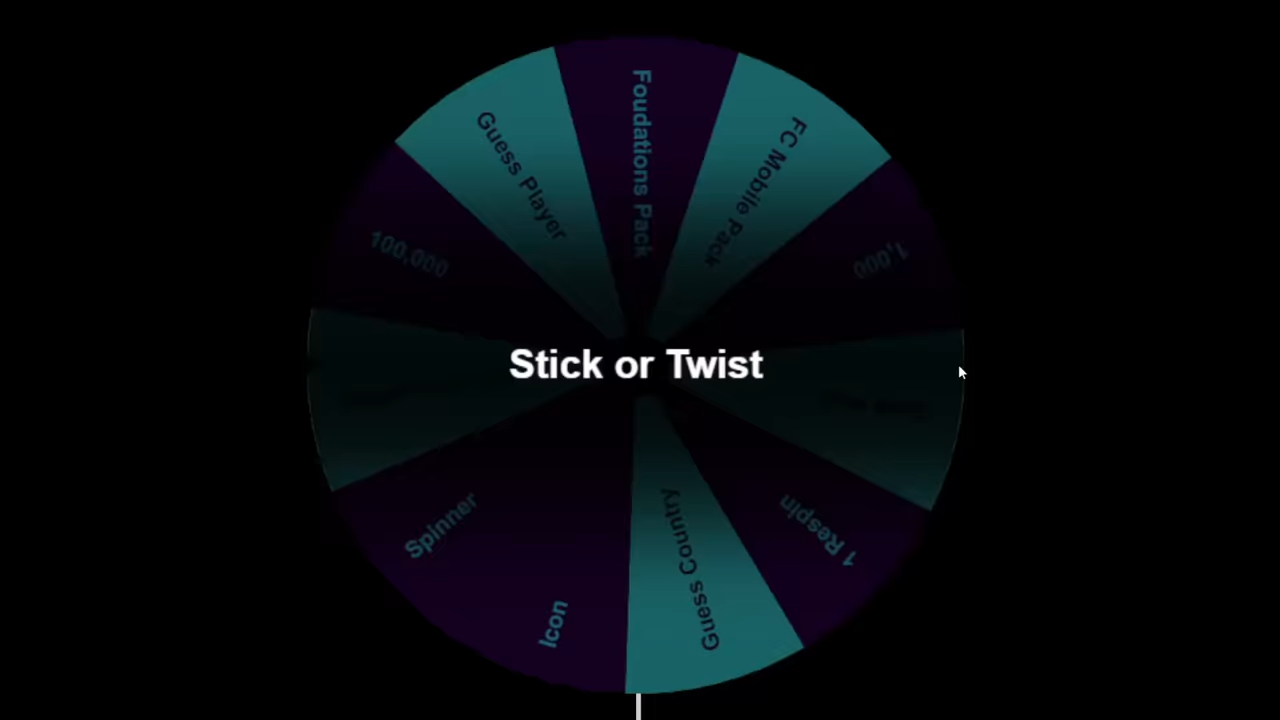 Foudations Pack
FC Mobile Pack
Guess Player
1,000
100,000
Stick or Twist
Spinner
1 Respin
Guess Country
Icon